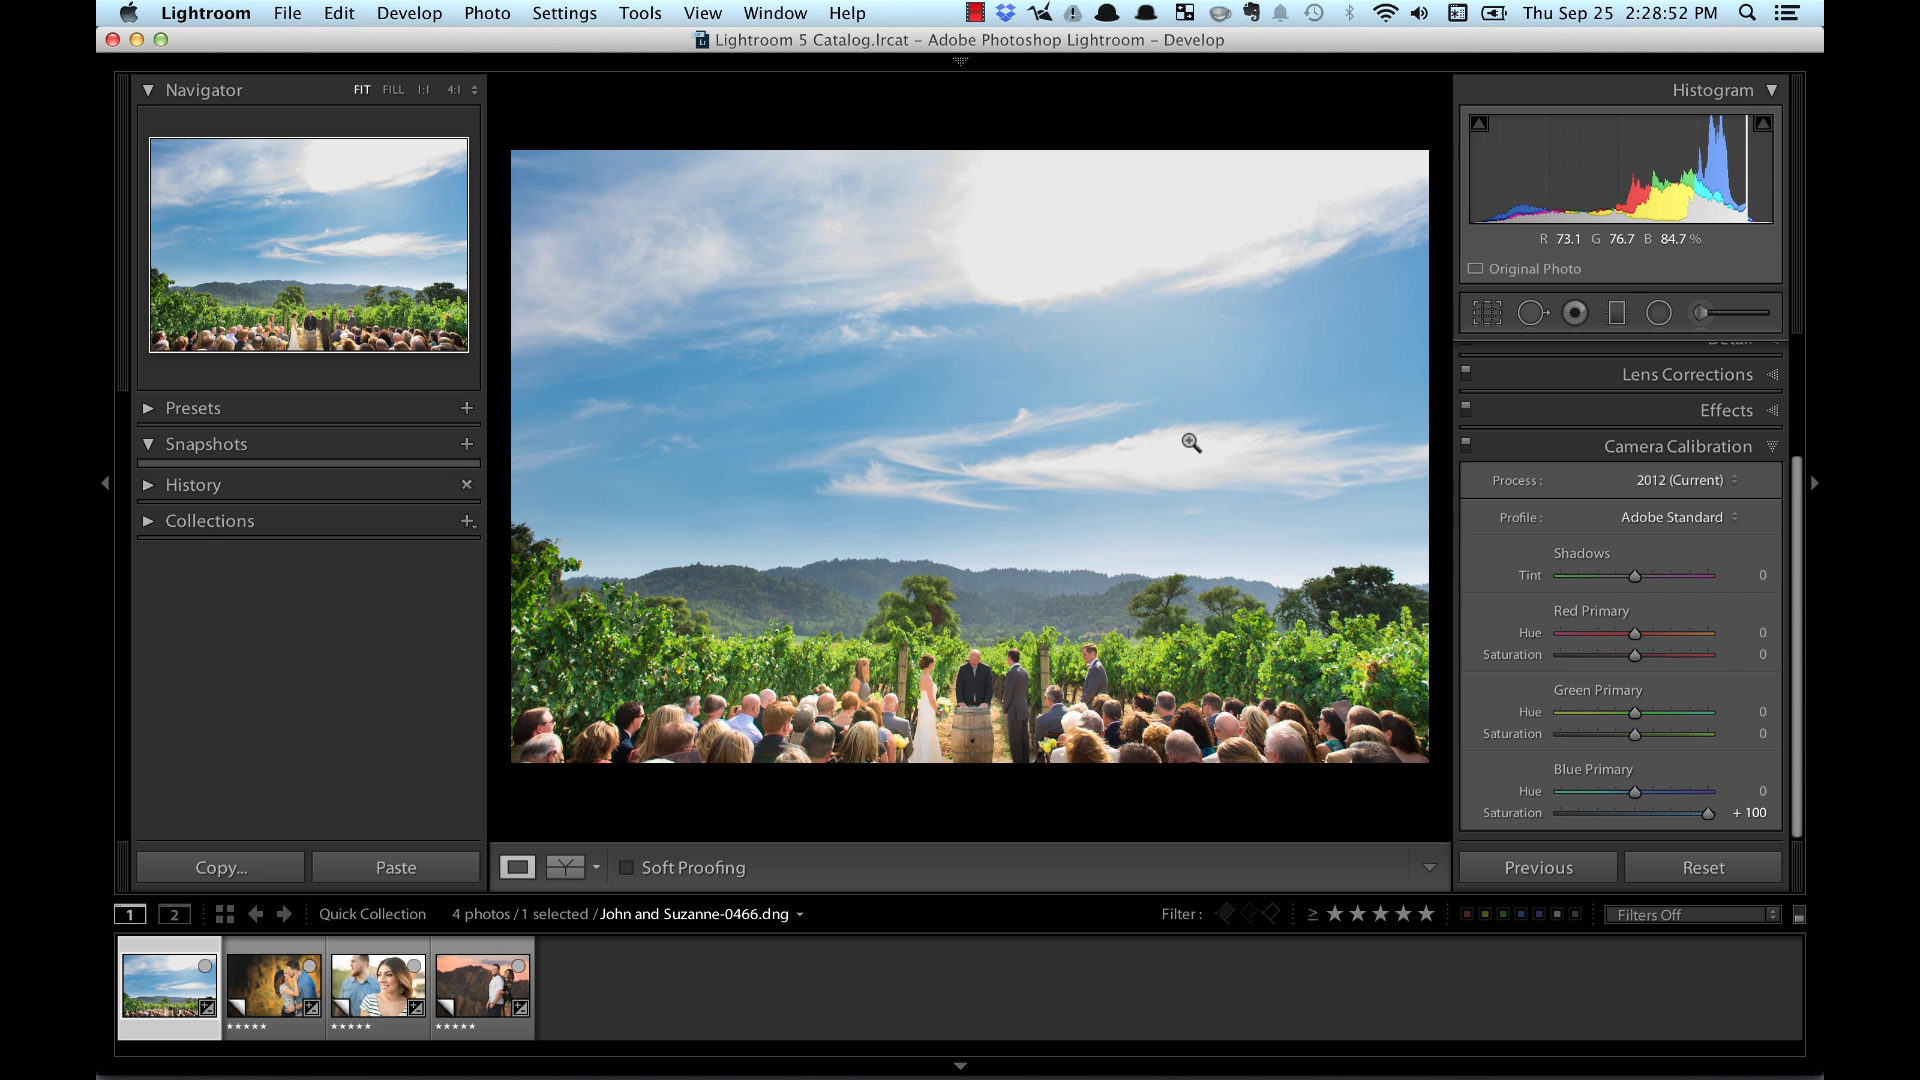 Lightroom File Edit Develop Photo Settings Tools View Window Help Thu Sep 25 2:28:52 PM
Lightroom 5 Catalog.lrcat – Adobe Photoshop Lightroom – Develop
Navigator FIT FILL 1:1 4:1
Presets
Snapshots
History
Collections
Copy... Paste
Soft Proofing
Histogram
R 73.1 G 76.7 B 84.7 %
Original Photo
Detail
Lens Corrections
Effects
Camera Calibration
Process : 2012 (Current)
Profile : Adobe Standard
Shadows
Tint 0
Red Primary
Hue 0
Saturation 0
Green Primary
Hue 0
Saturation 0
Blue Primary
Hue 0
Saturation + 100
Previous Reset
1 2 Quick Collection 4 photos / 1 selected / John and Suzanne-0466.dng Filter : ≥ ★★★★★ Filters Off